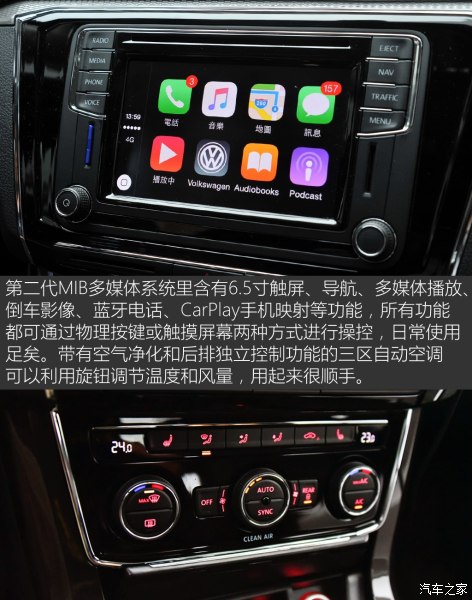 RADIO
MEDIA
PHONE
VOICE
EJECT
NAV
TRAFFIC
MENU
3
157
13:59
4G
電話
音樂
地圖
訊息
280
播放中
Volkswagen
Audiobooks
Podcast
第二代MIB多媒体系统里含有6.5寸触屏、导航、多媒体播放、
倒车影像、蓝牙电话、CarPlay手机映射等功能，所有功能
都可通过物理按键或触摸屏幕两种方式进行操控，日常使用
足矣。带有空气净化和后排独立控制功能的三区自动空调
可以利用旋钮调节温度和风量，用起来很顺手。
24.0
23.0
MAX
OFF
AUTO
SYNC
REAR
MAX A/C
A/C
CLEAN AIR
汽车之家